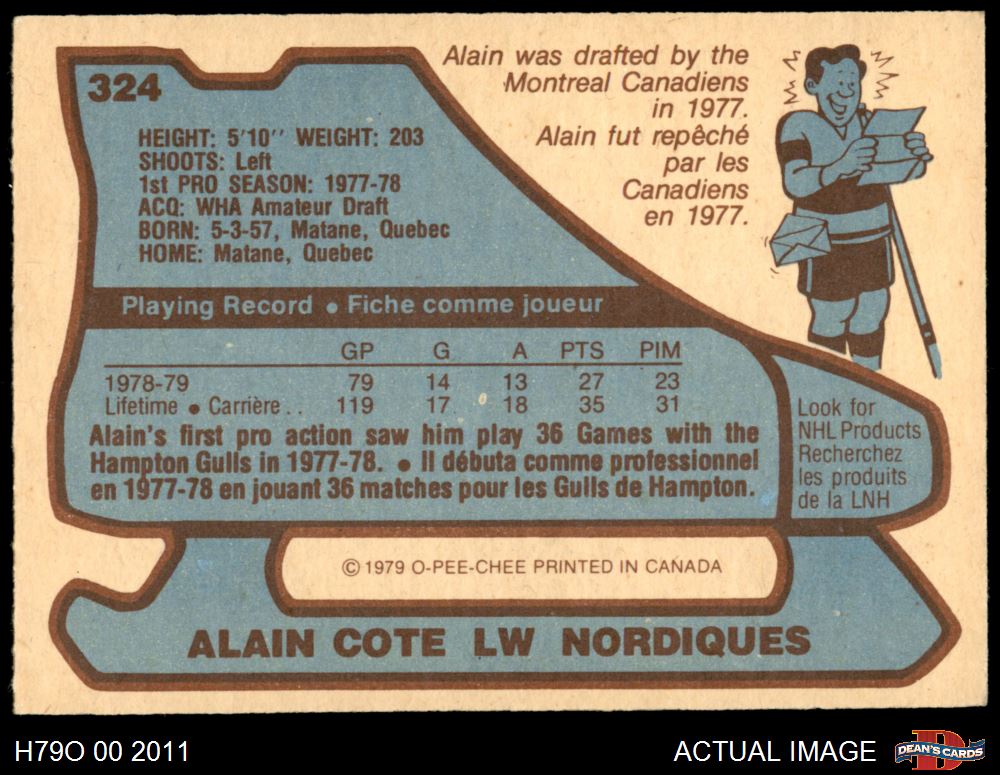 324
Alain was drafted by the
Montreal Canadiens
in 1977.
Alain fut repêché
par les
Canadiens
en 1977.
HEIGHT: 5'10" WEIGHT: 203
SHOOTS: Left
1st PRO SEASON: 1977-78
ACQ: WHA Amateur Draft
BORN: 5-3-57, Matane, Quebec
HOME: Matane, Quebec
Playing Record • Fiche comme joueur
GP G A PTS PIM
1978-79 79 14 13 27 23
Lifetime • Carrière . . 119 17 18 35 31
Alain's first pro action saw him play 36 Games with the
Hampton Gulls in 1977-78. • Il débuta comme professionnel
en 1977-78 en jouant 36 matches pour les Gulls de Hampton.
Look for
NHL Products
Recherchez
les produits
de la LNH
© 1979 O-PEE-CHEE PRINTED IN CANADA
ALAIN COTE LW NORDIQUES
H79O 00 2011
ACTUAL IMAGE
DEAN'S CARDS